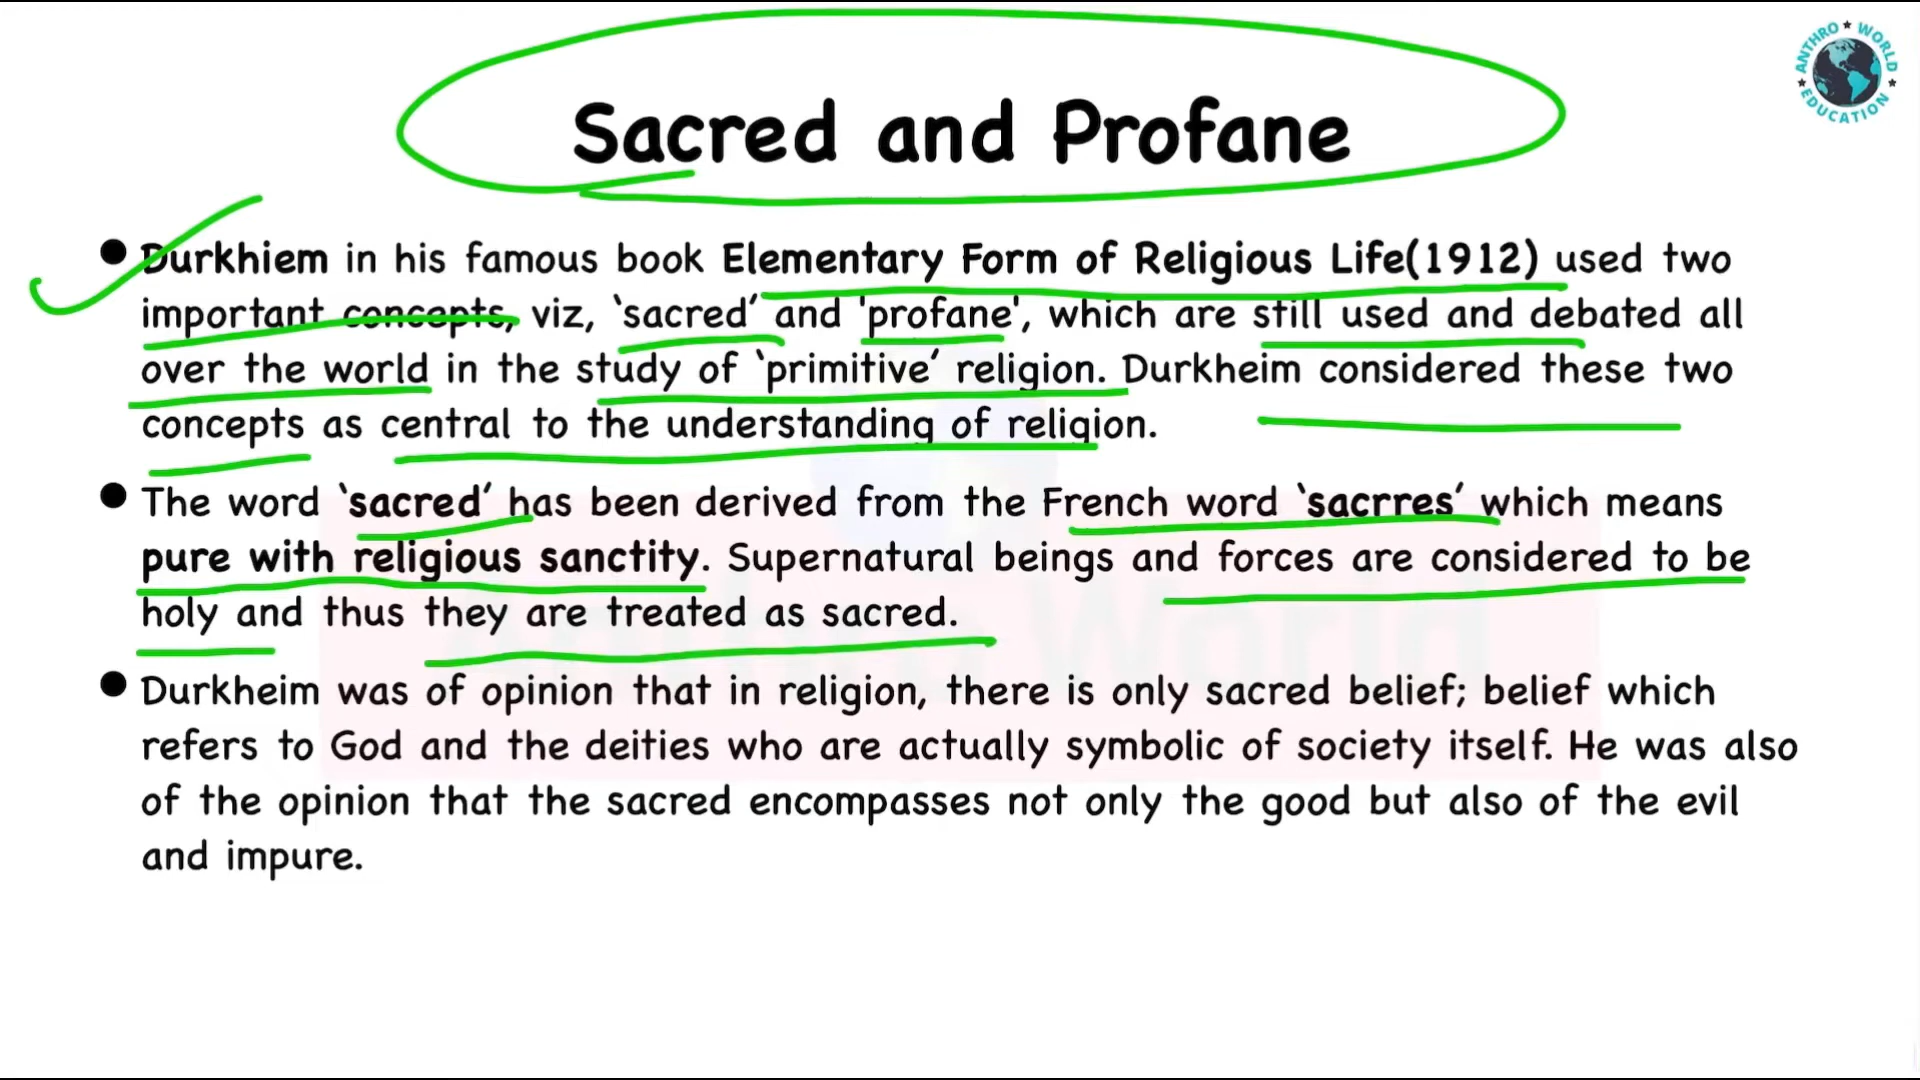 Sacred and Profane
ANTHRO WORLD
EDUCATION
● Durkhiem in his famous book Elementary Form of Religious Life(1912) used two
important concepts, viz, ‘sacred’ and 'profane', which are still used and debated all
over the world in the study of ‘primitive’ religion. Durkheim considered these two
concepts as central to the understanding of religion.
● The word ‘sacred’ has been derived from the French word ‘sacrres’ which means
pure with religious sanctity. Supernatural beings and forces are considered to be
holy and thus they are treated as sacred.
● Durkheim was of opinion that in religion, there is only sacred belief; belief which
refers to God and the deities who are actually symbolic of society itself. He was also
of the opinion that the sacred encompasses not only the good but also of the evil
and impure.
Anthro World